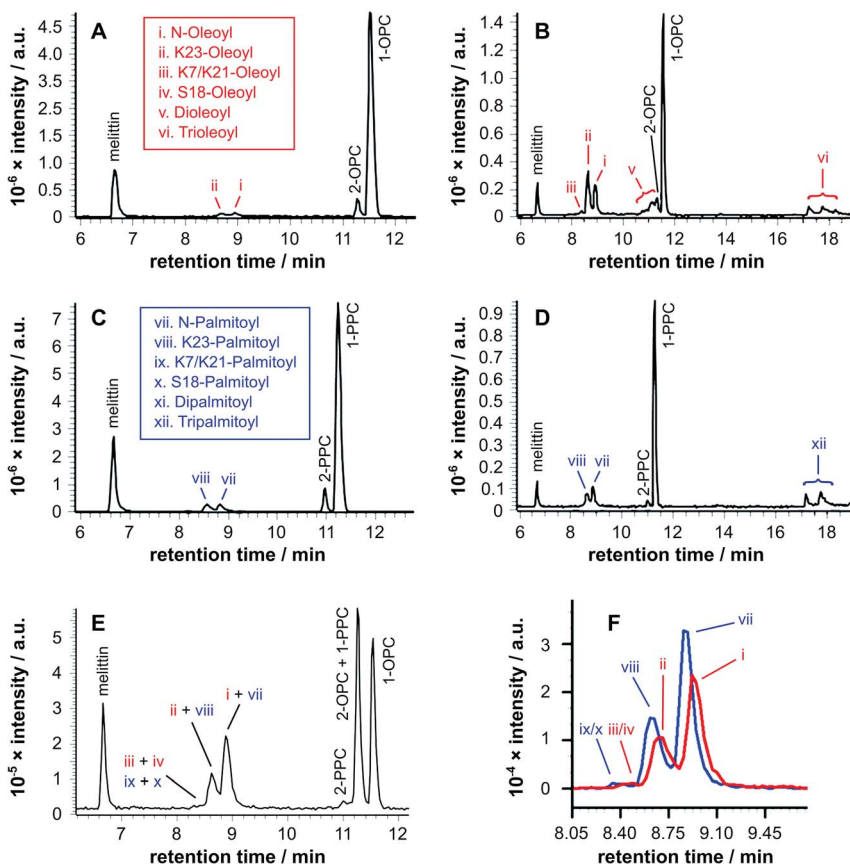 A
10⁻⁶ × intensity / a.u.
4.5
3.5
2.5
1.5
0.5
0
i. N-Oleoyl
ii. K23-Oleoyl
iii. K7/K21-Oleoyl
iv. S18-Oleoyl
v. Dioleoyl
vi. Trioleoyl
melittin
ii
i
2-OPC
1-OPC
6 7 8 9 10 11 12
retention time / min
B
10⁻⁶ × intensity / a.u.
1.4
1.2
1.0
0.8
0.6
0.4
0.2
0
melittin
iii
ii
i
v
2-OPC
1-OPC
vi
6 8 10 12 14 16 18
retention time / min
C
10⁻⁶ × intensity / a.u.
7
6
5
4
3
2
1
0
vii. N-Palmitoyl
viii. K23-Palmitoyl
ix. K7/K21-Palmitoyl
x. S18-Palmitoyl
xi. Dipalmitoyl
xii. Tripalmitoyl
melittin
viii
vii
2-PPC
1-PPC
6 7 8 9 10 11 12
retention time / min
D
10⁻⁶ × intensity / a.u.
0.9
0.8
0.7
0.6
0.5
0.4
0.3
0.2
0.1
0
melittin
viii
vii
2-PPC
1-PPC
xii
6 8 10 12 14 16 18
retention time / min
E
10⁻⁵ × intensity / a.u.
5
4
3
2
1
0
melittin
iii + iv
ix + x
ii + viii
i + vii
2-PPC
2-OPC + 1-PPC
1-OPC
7 8 9 10 11 12
retention time / min
F
10⁻⁴ × intensity / a.u.
3
2
1
0
ix/x
iii/iv
viii
ii
vii
i
8.05 8.40 8.75 9.10 9.45
retention time / min